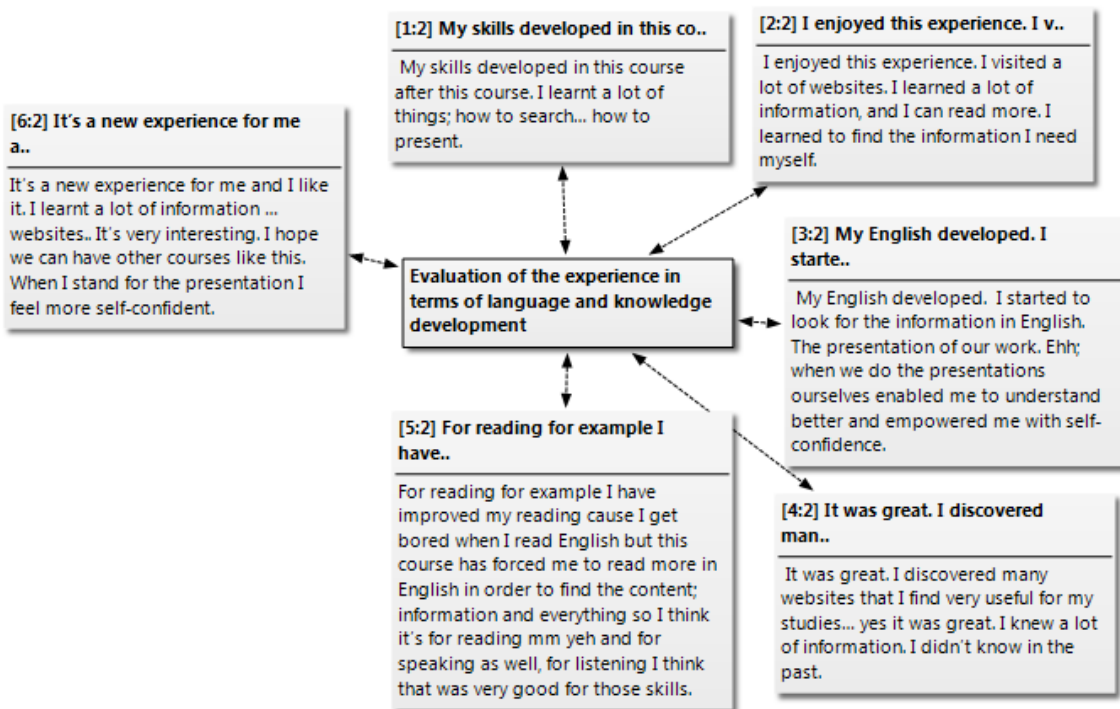 [1:2] My skills developed in this co..
My skills developed in this course
after this course. I learnt a lot of
things; how to search... how to
present.
[2:2] I enjoyed this experience. I v..
I enjoyed this experience. I visited a
lot of websites. I learned a lot of
information, and I can read more. I
learned to find the information I need
myself.
[6:2] It's a new experience for me
a..
It's a new experience for me and I like
it. I learnt a lot of information ...
websites.. It's very interesting. I hope
we can have other courses like this.
When I stand for the presentation I
feel more self-confident.
[3:2] My English developed. I
starte..
My English developed. I started to
look for the information in English.
The presentation of our work. Ehh;
when we do the presentations
ourselves enabled me to understand
better and empowered me with self-
confidence.
Evaluation of the experience in
terms of language and knowledge
development
[5:2] For reading for example I
have..
For reading for example I have
improved my reading cause I get
bored when I read English but this
course has forced me to read more in
English in order to find the content;
information and everything so I think
it's for reading mm yeh and for
speaking as well, for listening I think
that was very good for those skills.
[4:2] It was great. I discovered
man..
It was great. I discovered many
websites that I find very useful for my
studies... yes it was great. I knew a lot
of information. I didn't know in the
past.